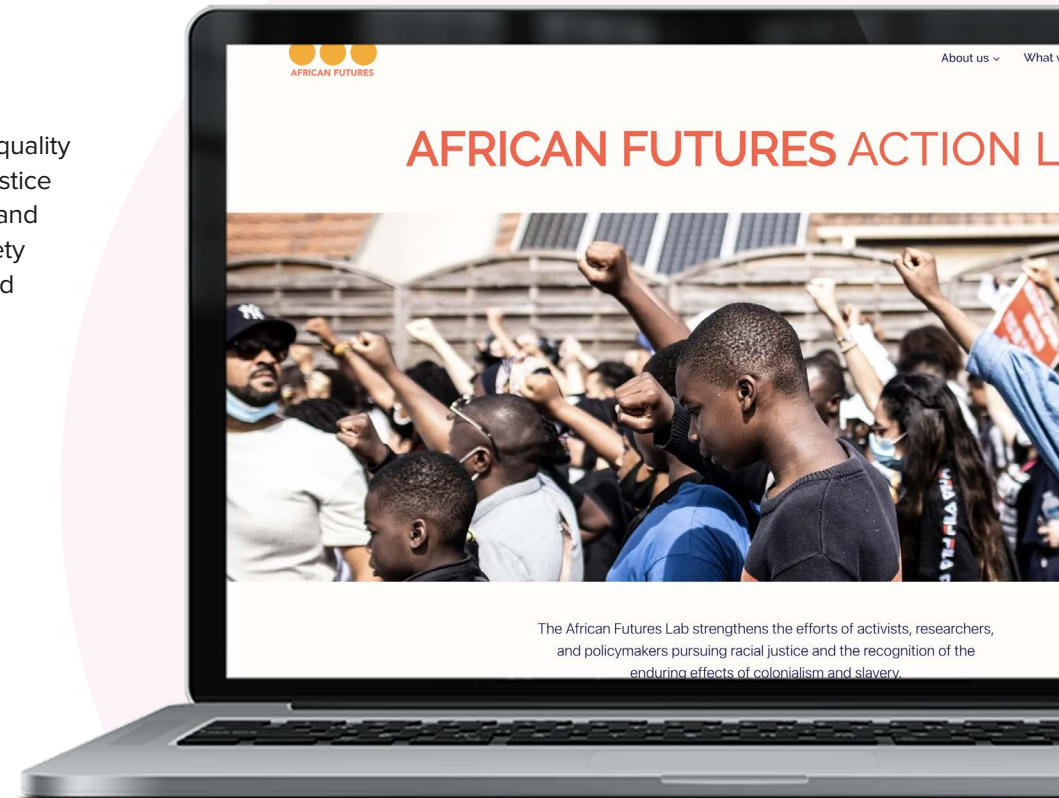 quality
stice
and
ety
d
AFRICAN FUTURES
About us
What
AFRICAN FUTURES ACTION L
The African Futures Lab strengthens the efforts of activists, researchers,
and policymakers pursuing racial justice and the recognition of the
enduring effects of colonialism and slavery.